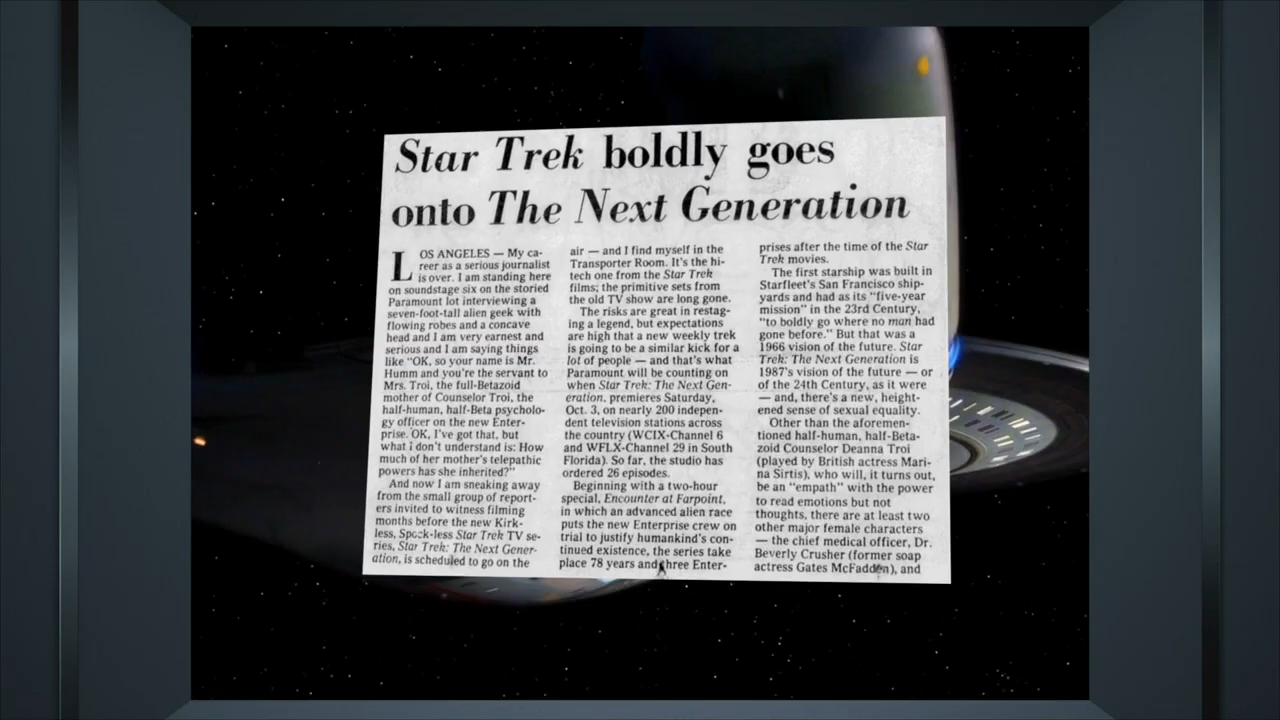 Star Trek boldly goes
onto The Next Generation
LOS ANGELES — My ca-
reer as a serious journalist
is over. I am standing here
on soundstage six on the storied
Paramount lot interviewing a
seven-foot-tall alien geek with
flowing robes and a concave
head and I am very earnest and
serious and I am saying things
like "OK, so your name is Mr.
Humm and you're the servant to
Mrs. Troi, the full-Betazoid
mother of Counselor Troi, the
half-human, half-Beta psycholo-
gy officer on the new Enter-
prise. OK, I've got that, but
what i don't understand is: How
much of her mother's telepathic
powers has she inherited?"
And now I am sneaking away
from the small group of report-
ers invited to witness filming
months before the new Kirk-
less, Spock-less Star Trek TV se-
ries, Star Trek: The Next Gener-
ation, is scheduled to go on the
air — and I find myself in the
Transporter Room. It's the hi-
tech one from the Star Trek
films; the primitive sets from
the old TV show are long gone.
The risks are great in restag-
ing a legend, but expectations
are high that a new weekly trek
is going to be a similar kick for a
lot of people — and that's what
Paramount will be counting on
when Star Trek: The Next Gen-
eration, premieres Saturday,
Oct. 3, on nearly 200 indepen-
dent television stations across
the country (WCIX-Channel 6
and WFLX-Channel 29 in South
Florida). So far, the studio has
ordered 26 episodes.
Beginning with a two-hour
special, Encounter at Farpoint,
in which an advanced alien race
puts the new Enterprise crew on
trial to justify humankind's con-
tinued existence, the series take
place 78 years and three Enter-
prises after the time of the Star
Trek movies.
The first starship was built in
Starfleet's San Francisco ship-
yards and had as its "five-year
mission" in the 23rd Century,
"to boldly go where no man had
gone before." But that was a
1966 vision of the future. Star
Trek: The Next Generation is
1987's vision of the future — or
of the 24th Century, as it were
— and, there's a new, height-
ened sense of sexual equality.
Other than the aforemen-
tioned half-human, half-Beta-
zoid Counselor Deanna Troi
(played by British actress Mari-
na Sirtis), who will, it turns out,
be an "empath" with the power
to read emotions but not
thoughts, there are at least two
other major female characters
— the chief medical officer, Dr.
Beverly Crusher (former soap
actress Gates McFadden), and